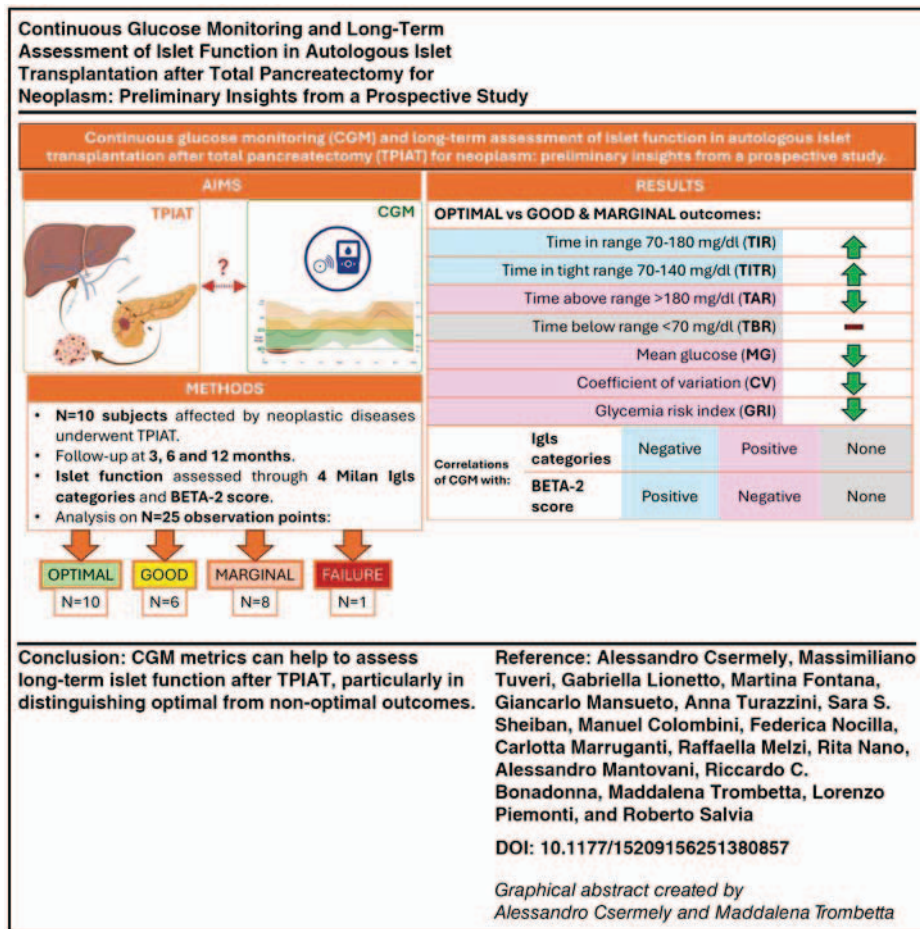 Continuous Glucose Monitoring and Long-Term
Assessment of Islet Function in Autologous Islet
Transplantation after Total Pancreatectomy for
Neoplasm: Preliminary Insights from a Prospective Study
Continuous glucose monitoring (CGM) and long-term assessment of islet function in autologous islet
transplantation after total pancreatectomy (TPIAT) for neoplasm: preliminary insights from a prospective study.
AIMS
TPIAT
?
CGM
METHODS
• N=10 subjects affected by neoplastic diseases
underwent TPIAT.
• Follow-up at 3, 6 and 12 months.
• Islet function assessed through 4 Milan Igls
categories and BETA-2 score.
• Analysis on N=25 observation points:
OPTIMAL GOOD MARGINAL FAILURE
N=10 N=6 N=8 N=1
RESULTS
OPTIMAL vs GOOD & MARGINAL outcomes:
Time in range 70-180 mg/dl (TIR)
Time in tight range 70-140 mg/dl (TITR)
Time above range >180 mg/dl (TAR)
Time below range <70 mg/dl (TBR)
Mean glucose (MG)
Coefficient of variation (CV)
Glycemia risk index (GRI)
Correlations
of CGM with:
Igls
categories
Negative Positive None
BETA-2
score
Positive Negative None
Conclusion: CGM metrics can help to assess
long-term islet function after TPIAT, particularly in
distinguishing optimal from non-optimal outcomes.
Reference: Alessandro Csermely, Massimiliano
Tuveri, Gabriella Lionetto, Martina Fontana,
Giancarlo Mansueto, Anna Turazzini, Sara S.
Sheiban, Manuel Colombini, Federica Nocilla,
Carlotta Marruganti, Raffaella Melzi, Rita Nano,
Alessandro Mantovani, Riccardo C.
Bonadonna, Maddalena Trombetta, Lorenzo
Piemonti, and Roberto Salvia
DOI: 10.1177/15209156251380857
Graphical abstract created by
Alessandro Csermely and Maddalena Trombetta